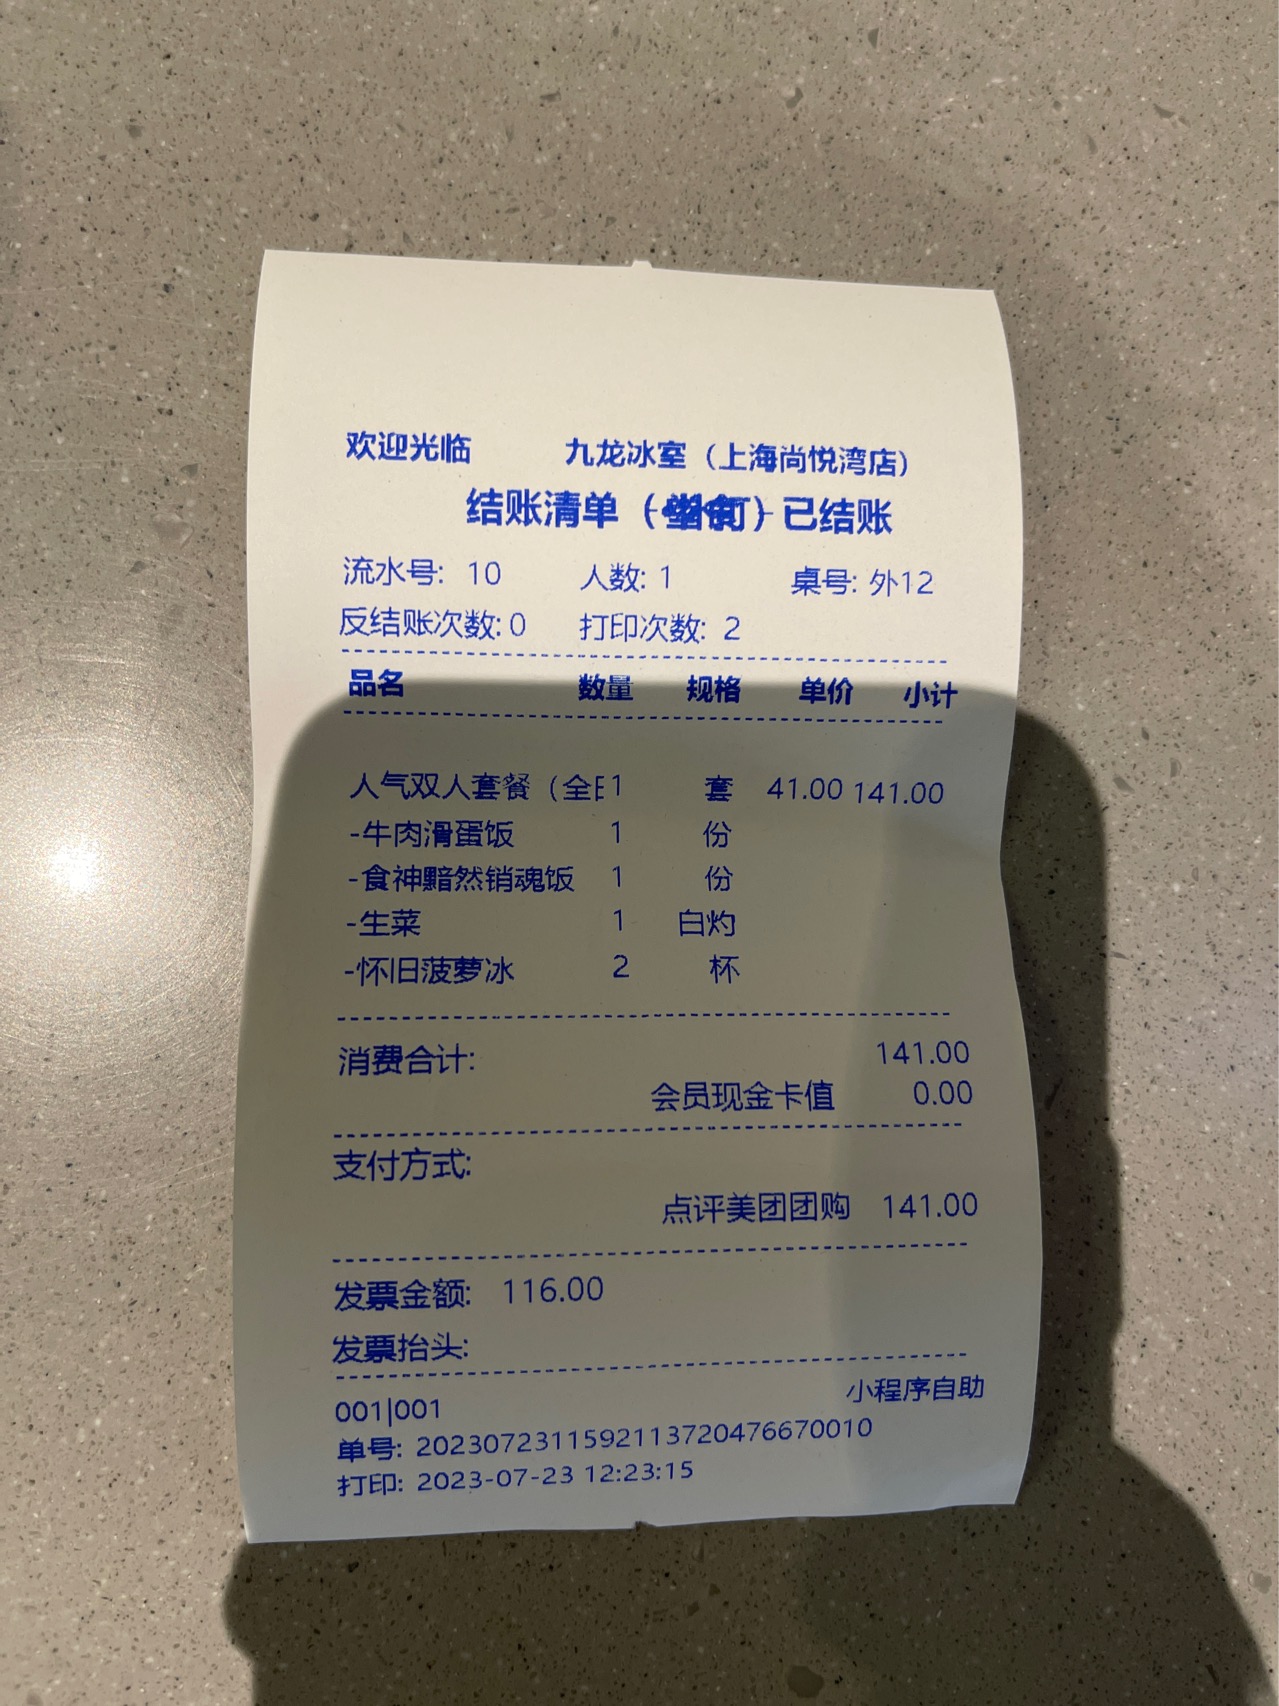 欢迎光临 九龙冰室（上海尚悦湾店）
结账清单（ ）已结账
流水号: 10 人数: 1 桌号: 外12
反结账次数: 0 打印次数: 2
品名 数量 规格 单价 小计
人气双人套餐（全 1 套 41.00 141.00
-牛肉滑蛋饭 1 份
-食神黯然销魂饭 1 份
-生菜 1 白灼
-怀旧菠萝冰 2 杯
消费合计: 141.00
会员现金卡值 0.00
支付方式:
点评美团团购 141.00
发票金额: 116.00
发票抬头:
小程序自助
001|001
单号: 2023072311592113720476670010
打印: 2023-07-23 12:23:15